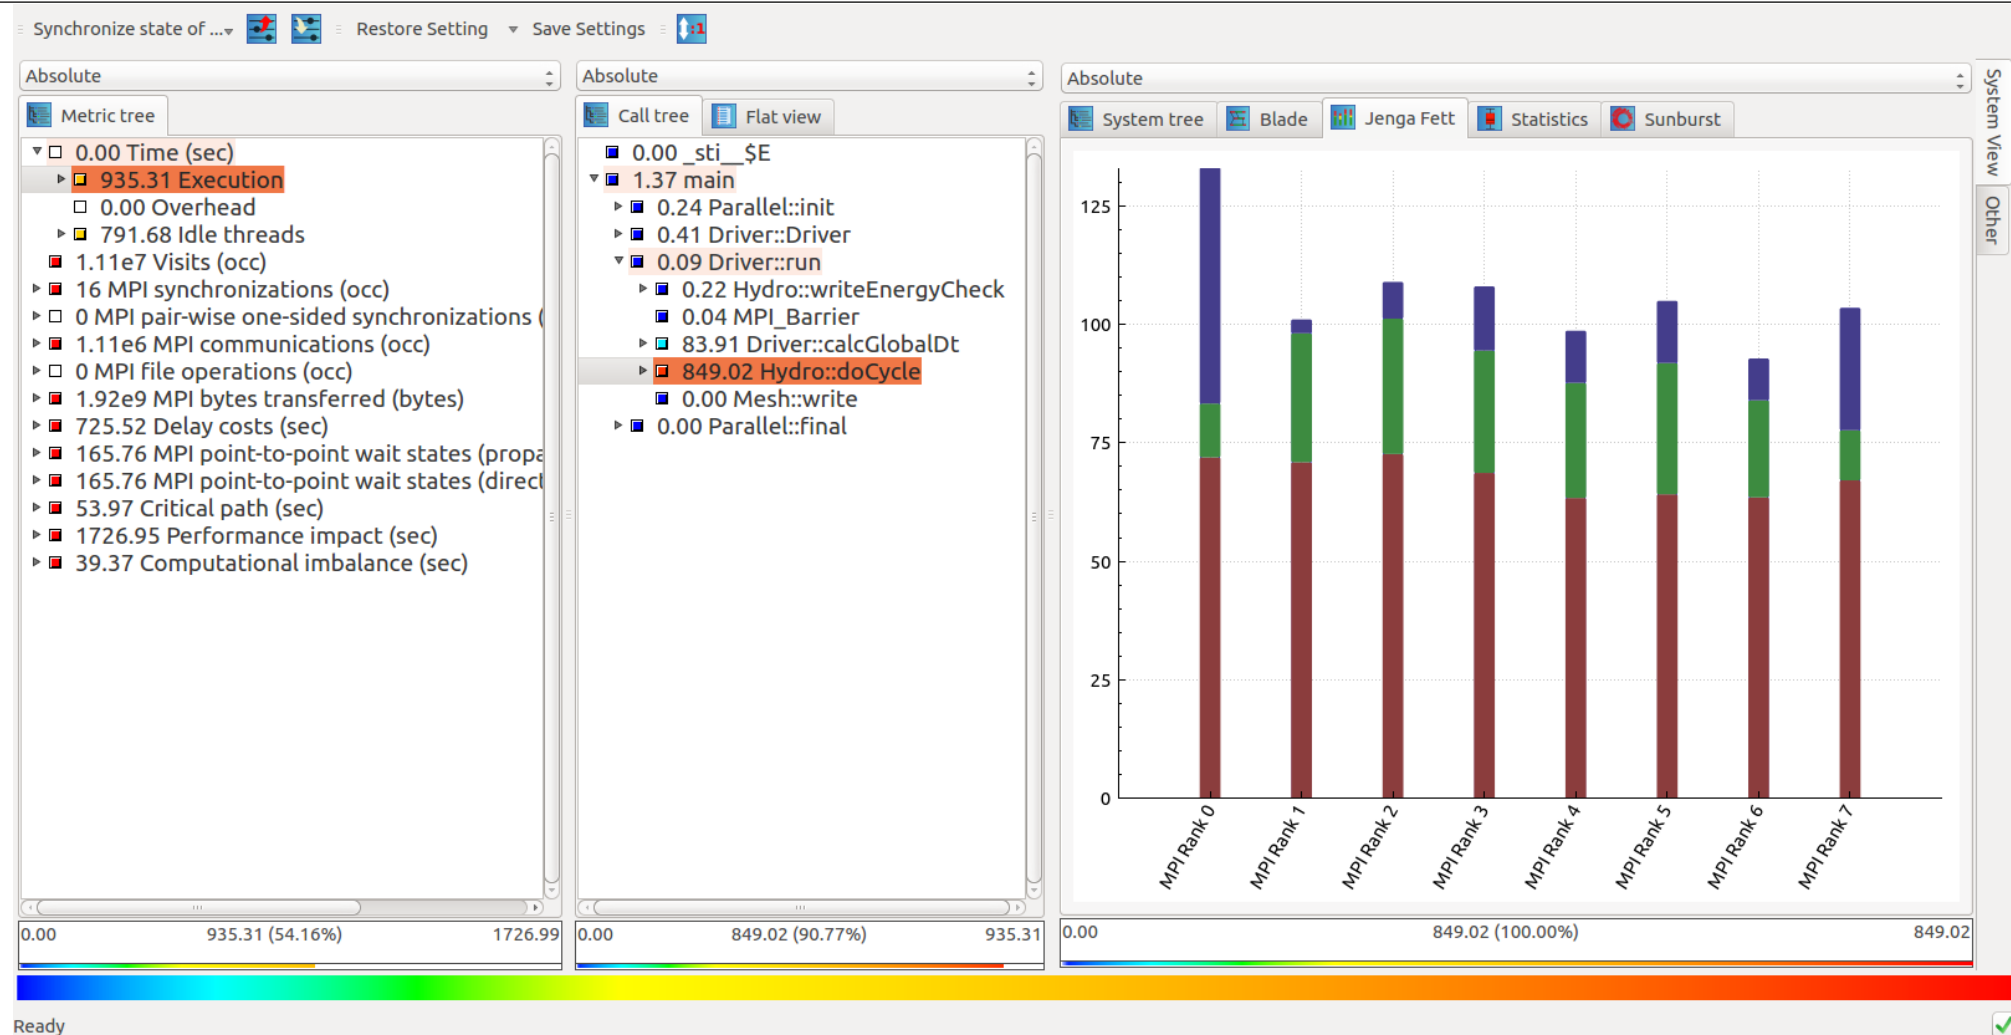 Synchronize state of ... Restore Setting Save Settings
Absolute
Metric tree
0.00 Time (sec)
935.31 Execution
0.00 Overhead
791.68 Idle threads
1.11e7 Visits (occ)
16 MPI synchronizations (occ)
0 MPI pair-wise one-sided synchronizations (
1.11e6 MPI communications (occ)
0 MPI file operations (occ)
1.92e9 MPI bytes transferred (bytes)
725.52 Delay costs (sec)
165.76 MPI point-to-point wait states (propa
165.76 MPI point-to-point wait states (direct
53.97 Critical path (sec)
1726.95 Performance impact (sec)
39.37 Computational imbalance (sec)
0.00 935.31 (54.16%) 1726.99
Absolute
Call tree Flat view
0.00 _sti__$E
1.37 main
0.24 Parallel::init
0.41 Driver::Driver
0.09 Driver::run
0.22 Hydro::writeEnergyCheck
0.04 MPI_Barrier
83.91 Driver::calcGlobalDt
849.02 Hydro::doCycle
0.00 Mesh::write
0.00 Parallel::final
0.00 849.02 (90.77%) 935.31
Absolute
System tree Blade Jenga Fett Statistics Sunburst
125
100
75
50
25
0
MPI Rank 0
MPI Rank 1
MPI Rank 2
MPI Rank 3
MPI Rank 4
MPI Rank 5
MPI Rank 6
MPI Rank 7
0.00 849.02 (100.00%) 849.02
System View
Other
Ready